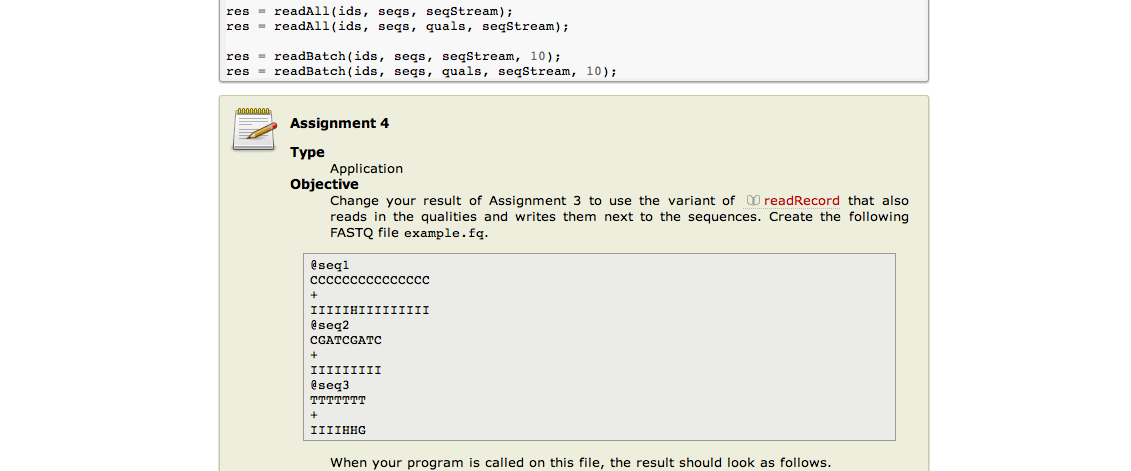 res = readAll(ids, seqs, seqStream);
res = readAll(ids, seqs, quals, seqStream);
res = readBatch(ids, seqs, seqStream, 10);
res = readBatch(ids, seqs, quals, seqStream, 10);
Assignment 4
Type
Application
Objective
Change your result of Assignment 3 to use the variant of readRecord that also
reads in the qualities and writes them next to the sequences. Create the following
FASTQ file example.fq.
@seq1
CCCCCCCCCCCCCCC
+
IIIIIHIIIIIIIII
@seq2
CGATCGATC
+
IIIIIIIII
@seq3
TTTTTTT
+
IIIIHHG
When your program is called on this file, the result should look as follows.